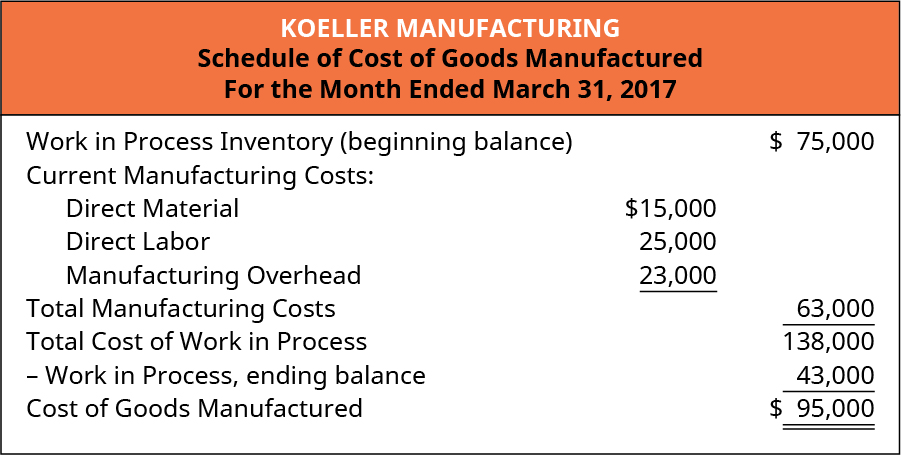 KOELLER MANUFACTURING
Schedule of Cost of Goods Manufactured
For the Month Ended March 31, 2017
Work in Process Inventory (beginning balance) $ 75,000
Current Manufacturing Costs:
Direct Material $15,000
Direct Labor 25,000
Manufacturing Overhead 23,000
Total Manufacturing Costs 63,000
Total Cost of Work in Process 138,000
– Work in Process, ending balance 43,000
Cost of Goods Manufactured $ 95,000